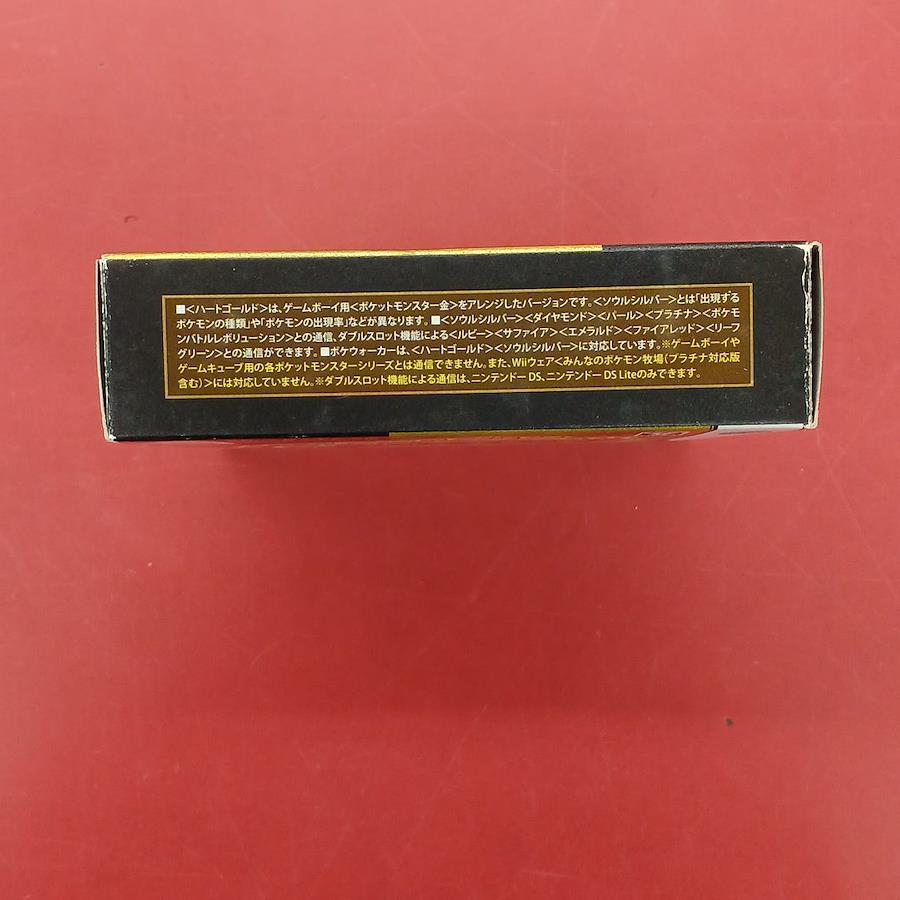 ■<ハートゴールド>は、ゲームボーイ用<ポケットモンスター金>をアレンジしたバージョンです。<ソウルシルバー>とは「出現する
ポケモンの種類」や「ポケモンの出現率」などが異なります。■<ソウルシルバー><ダイヤモンド><パール><プラチナ><ポケモ
ンバトルレボリューション>との通信、ダブルスロット機能による<ルビー><サファイア><エメラルド><ファイアレッド><リーフ
グリーン>との通信ができます。■ポケウォーカーは、<ハートゴールド><ソウルシルバー>に対応しています。※ゲームボーイや
ゲームキューブ用の各ポケットモンスターシリーズとは通信できません。また、Wiiウェア<みんなのポケモン牧場(プラチナ対応版
含む)>には対応していません。※ダブルスロット機能による通信は、ニンテンドーDS、ニンテンドーDS Liteのみできます。